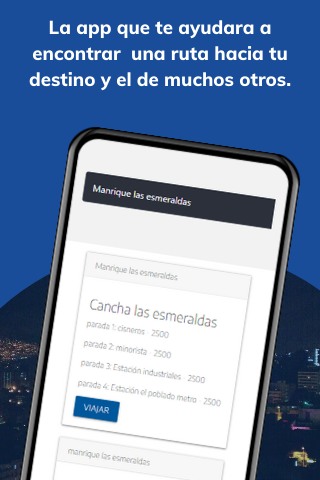 La app que te ayudara a
encontrar una ruta hacia tu
destino y el de muchos otros.
Manrique las esmeraldas
Manrique las esmeraldas
Cancha las esmeraldas
parada 1: cisneros - 2500
parada 2: minorista - 2500
parada 3: Estación industriales - 2500
parada 4: Estación el poblado metro - 2500
VIAJAR
manrique las esmeraldas